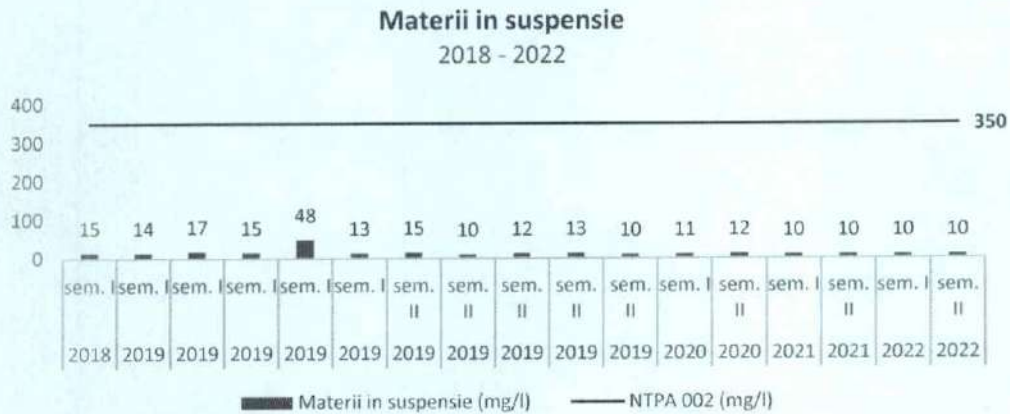 Materii in suspensie
2018 - 2022
400
350
300
200
100
0
15 14 17 15 48 13 15 10 12 13 10 11 12 10 10 10 10
sem. I sem. I sem. I sem. I sem. I sem. I sem. II sem. II sem. II sem. II sem. II sem. I sem. II sem. I sem. II sem. I sem. II
2018 2019 2019 2019 2019 2019 2019 2019 2019 2019 2019 2020 2020 2021 2021 2022 2022
Materii in suspensie (mg/l) NTPA 002 (mg/l)